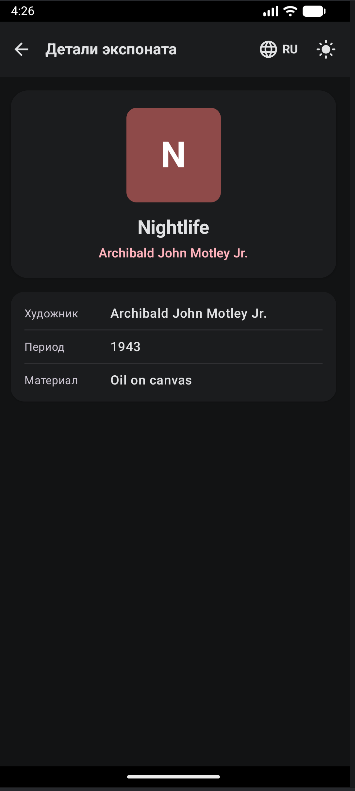 4:26
Детали экспоната
RU
N
Nightlife
Archibald John Motley Jr.
Художник Archibald John Motley Jr.
Период 1943
Материал Oil on canvas